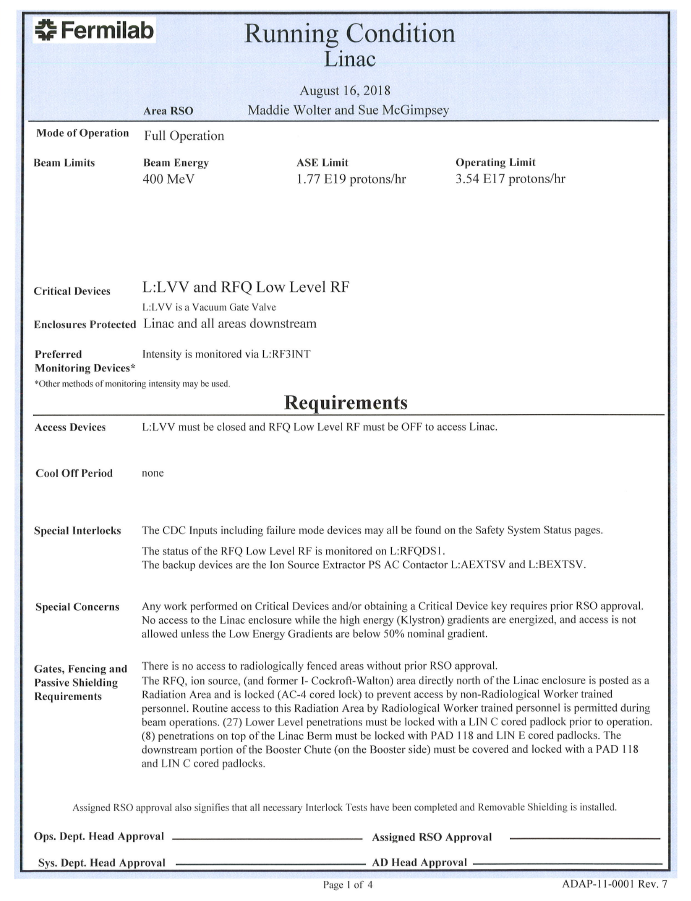 Fermilab
Running Condition
Linac
August 16, 2018
Area RSO Maddie Wolter and Sue McGimpsey
Mode of Operation Full Operation
Beam Limits Beam Energy ASE Limit Operating Limit
400 MeV 1.77 E19 protons/hr 3.54 E17 protons/hr
Critical Devices L:LVV and RFQ Low Level RF
L:LVV is a Vacuum Gate Valve
Enclosures Protected Linac and all areas downstream
Preferred Intensity is monitored via L:RF3INT
Monitoring Devices*
*Other methods of monitoring intensity may be used.
Requirements
Access Devices L:LVV must be closed and RFQ Low Level RF must be OFF to access Linac.
Cool Off Period none
Special Interlocks The CDC Inputs including failure mode devices may all be found on the Safety System Status pages.
The status of the RFQ Low Level RF is monitored on L:RFQDS1.
The backup devices are the Ion Source Extractor PS AC Contactor L:AEXTSV and L:BEXTSV.
Special Concerns Any work performed on Critical Devices and/or obtaining a Critical Device key requires prior RSO approval.
No access to the Linac enclosure while the high energy (Klystron) gradients are energized, and access is not
allowed unless the Low Energy Gradients are below 50% nominal gradient.
Gates, Fencing and There is no access to radiologically fenced areas without prior RSO approval.
Passive Shielding The RFQ, ion source, (and former I- Cockroft-Walton) area directly north of the Linac enclosure is posted as a
Requirements Radiation Area and is locked (AC-4 cored lock) to prevent access by non-Radiological Worker trained
personnel. Routine access to this Radiation Area by Radiological Worker trained personnel is permitted during
beam operations. (27) Lower Level penetrations must be locked with a LIN C cored padlock prior to operation.
(8) penetrations on top of the Linac Berm must be locked with PAD 118 and LIN E cored padlocks. The
downstream portion of the Booster Chute (on the Booster side) must be covered and locked with a PAD 118
and LIN C cored padlocks.
Assigned RSO approval also signifies that all necessary Interlock Tests have been completed and Removable Shielding is installed.
Ops. Dept. Head Approval Assigned RSO Approval
Sys. Dept. Head Approval AD Head Approval
Page 1 of 4 ADAP-11-0001 Rev. 7